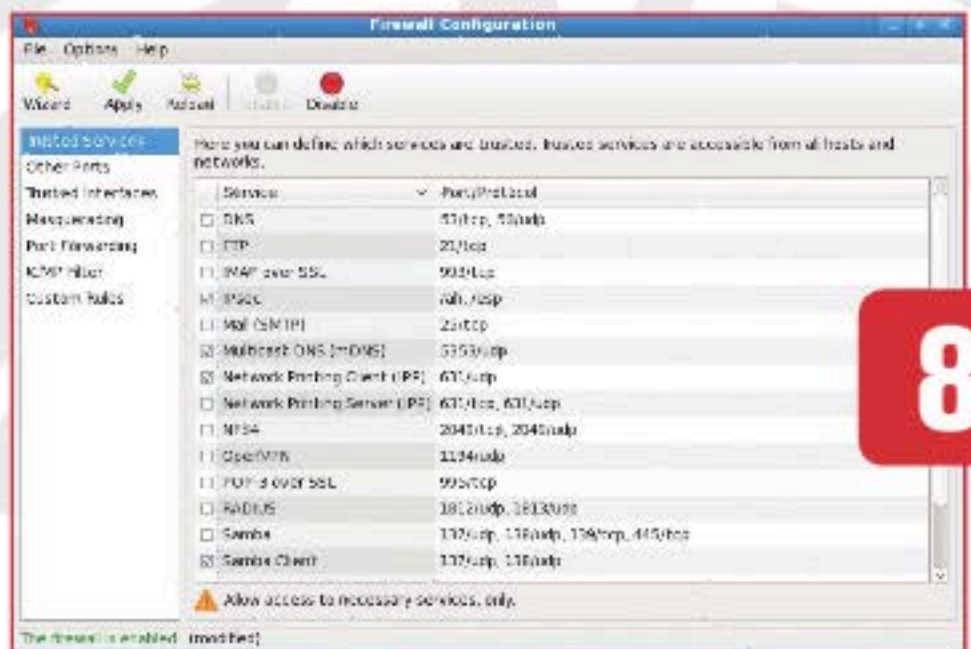 Firewall Configuration
File Options Help
Wizard Apply Reload Disable
Trusted Services
Other Ports
Trusted Interfaces
Masquerading
Port Forwarding
ICMP Filter
Custom Rules
Here you can define which services are trusted. Trusted services are accessible from all hosts and
networks.
Service Port/Protocol
DNS 53/tcp, 53/udp
FTP 21/tcp
IMAP over SSL 993/tcp
IPsec /ah, /esp
Mail (SMTP) 25/tcp
Multicast DNS (mDNS) 5353/udp
Network Printing Client (IPP) 631/udp
Network Printing Server (IPP) 631/tcp, 631/udp
NFS4 2049/tcp, 2049/udp
OpenVPN 1194/udp
POP-3 over SSL 995/tcp
RADIUS 1812/udp, 1813/udp
Samba 137/udp, 138/udp, 139/tcp, 445/tcp
Samba Client 137/udp, 138/udp
Allow access to necessary services, only.
The firewall is enabled (modified)
8